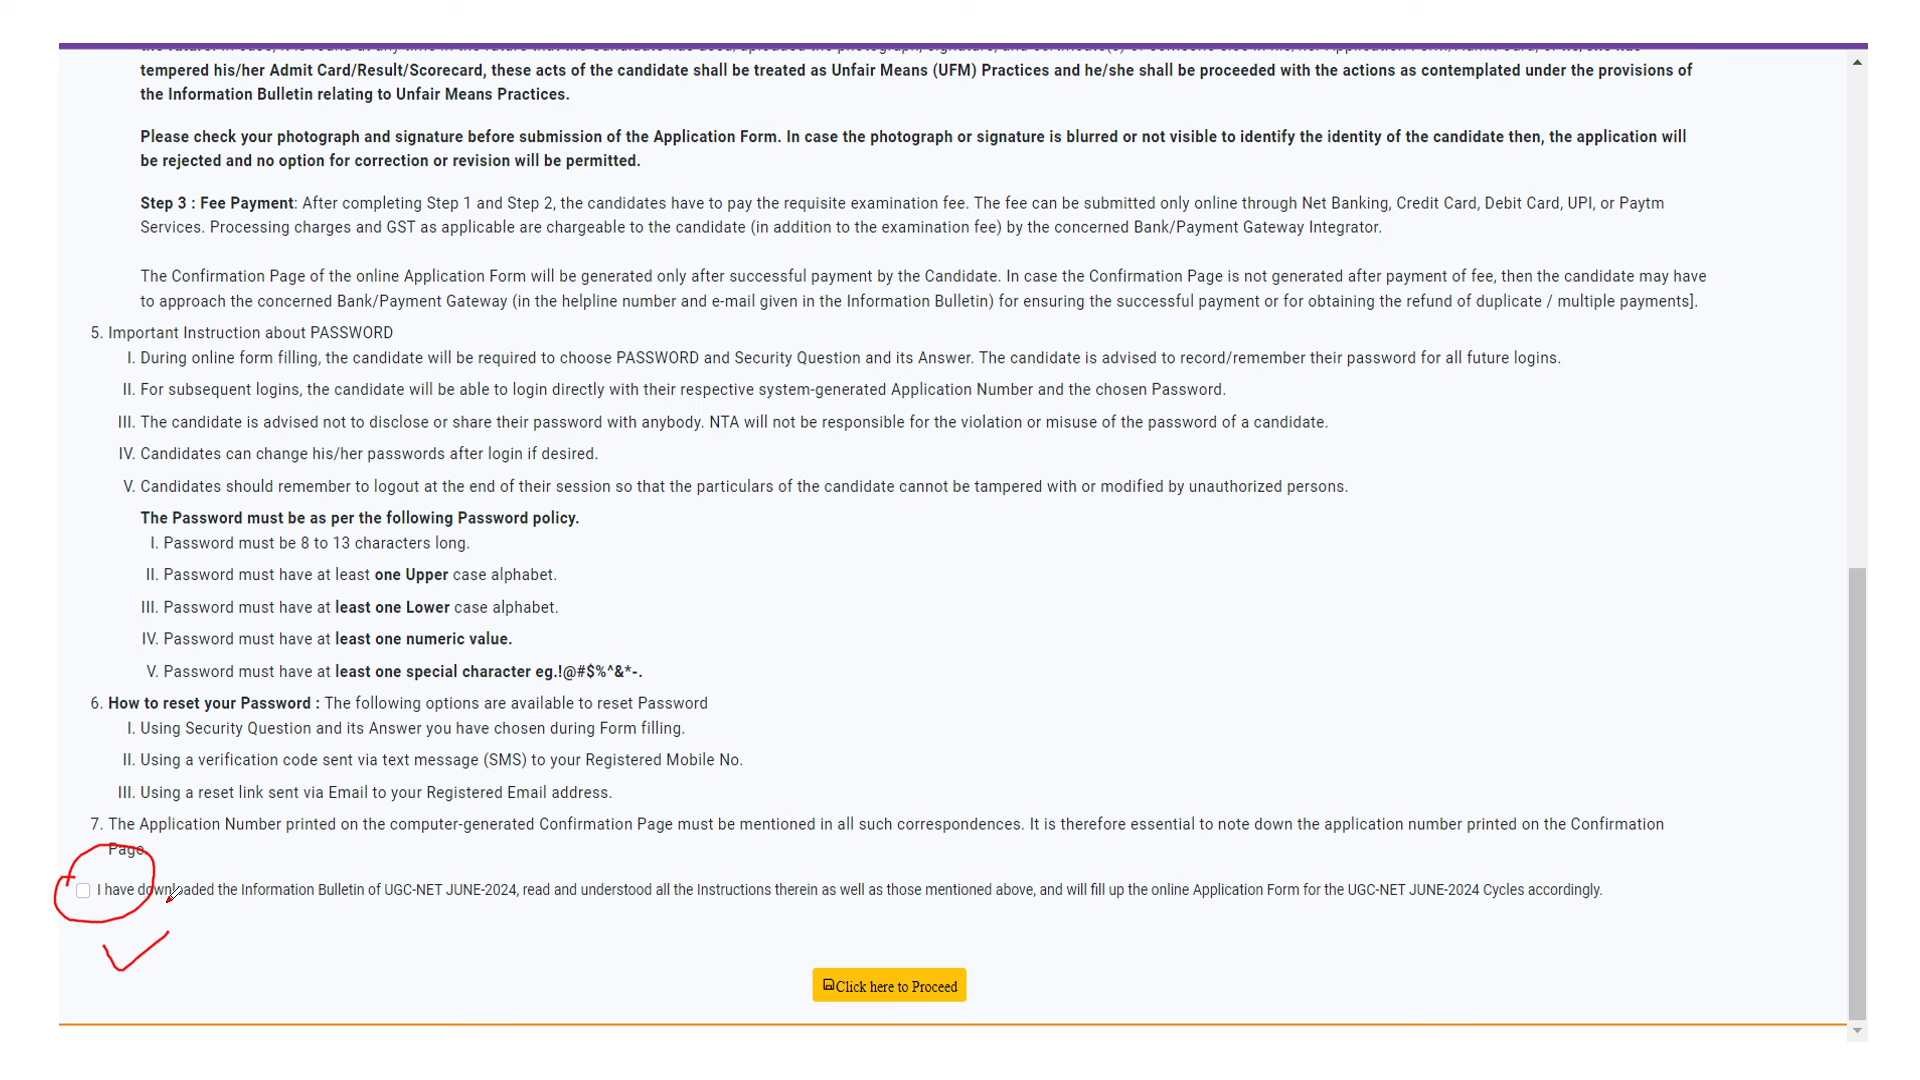 tempered his/her Admit Card/Result/Scorecard, these acts of the candidate shall be treated as Unfair Means (UFM) Practices and he/she shall be proceeded with the actions as contemplated under the provisions of
the Information Bulletin relating to Unfair Means Practices.
Please check your photograph and signature before submission of the Application Form. In case the photograph or signature is blurred or not visible to identify the identity of the candidate then, the application will
be rejected and no option for correction or revision will be permitted.
Step 3 : Fee Payment: After completing Step 1 and Step 2, the candidates have to pay the requisite examination fee. The fee can be submitted only online through Net Banking, Credit Card, Debit Card, UPI, or Paytm
Services. Processing charges and GST as applicable are chargeable to the candidate (in addition to the examination fee) by the concerned Bank/Payment Gateway Integrator.
The Confirmation Page of the online Application Form will be generated only after successful payment by the Candidate. In case the Confirmation Page is not generated after payment of fee, then the candidate may have
to approach the concerned Bank/Payment Gateway (in the helpline number and e-mail given in the Information Bulletin) for ensuring the successful payment or for obtaining the refund of duplicate / multiple payments].
5. Important Instruction about PASSWORD
I. During online form filling, the candidate will be required to choose PASSWORD and Security Question and its Answer. The candidate is advised to record/remember their password for all future logins.
II. For subsequent logins, the candidate will be able to login directly with their respective system-generated Application Number and the chosen Password.
III. The candidate is advised not to disclose or share their password with anybody. NTA will not be responsible for the violation or misuse of the password of a candidate.
IV. Candidates can change his/her passwords after login if desired.
V. Candidates should remember to logout at the end of their session so that the particulars of the candidate cannot be tampered with or modified by unauthorized persons.
The Password must be as per the following Password policy.
I. Password must be 8 to 13 characters long.
II. Password must have at least one Upper case alphabet.
III. Password must have at least one Lower case alphabet.
IV. Password must have at least one numeric value.
V. Password must have at least one special character eg.!@#$%^&*-.
6. How to reset your Password : The following options are available to reset Password
I. Using Security Question and its Answer you have chosen during Form filling.
II. Using a verification code sent via text message (SMS) to your Registered Mobile No.
III. Using a reset link sent via Email to your Registered Email address.
7. The Application Number printed on the computer-generated Confirmation Page must be mentioned in all such correspondences. It is therefore essential to note down the application number printed on the Confirmation
Page.
I have downloaded the Information Bulletin of UGC-NET JUNE-2024, read and understood all the Instructions therein as well as those mentioned above, and will fill up the online Application Form for the UGC-NET JUNE-2024 Cycles accordingly.
Click here to Proceed